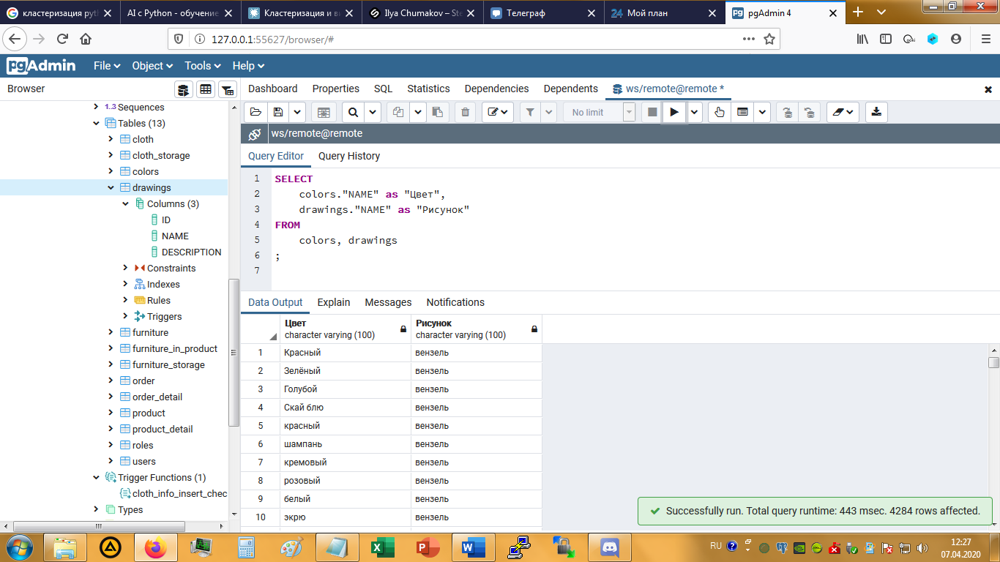 кластеризация pyth
AI с Python - обучение
Кластеризация и ви
Ilya Chumakov – Ste
Телеграф
24 Мой план
pgAdmin 4
127.0.0.1:55627/browser/#
pgAdmin File Object Tools Help
Browser
Dashboard Properties SQL Statistics Dependencies Dependents ws/remote@remote *
No limit
ws/remote@remote
Query Editor Query History
1.3 Sequences
Tables (13)
cloth
cloth_storage
colors
drawings
Columns (3)
ID
NAME
DESCRIPTION
Constraints
Indexes
Rules
Triggers
furniture
furniture_in_product
furniture_storage
order
order_detail
product
product_detail
roles
users
Trigger Functions (1)
cloth_info_insert_chec
Types
1 SELECT
2 colors."NAME" as "Цвет",
3 drawings."NAME" as "Рисунок"
4 FROM
5 colors, drawings
6 ;
7
Data Output Explain Messages Notifications
Цвет Рисунок
character varying (100) character varying (100)
1 Красный вензель
2 Зелёный вензель
3 Голубой вензель
4 Скай блю вензель
5 красный вензель
6 шампань вензель
7 кремовый вензель
8 розовый вензель
9 белый вензель
10 экрю вензель
Successfully run. Total query runtime: 443 msec. 4284 rows affected.
RU
12:27
07.04.2020